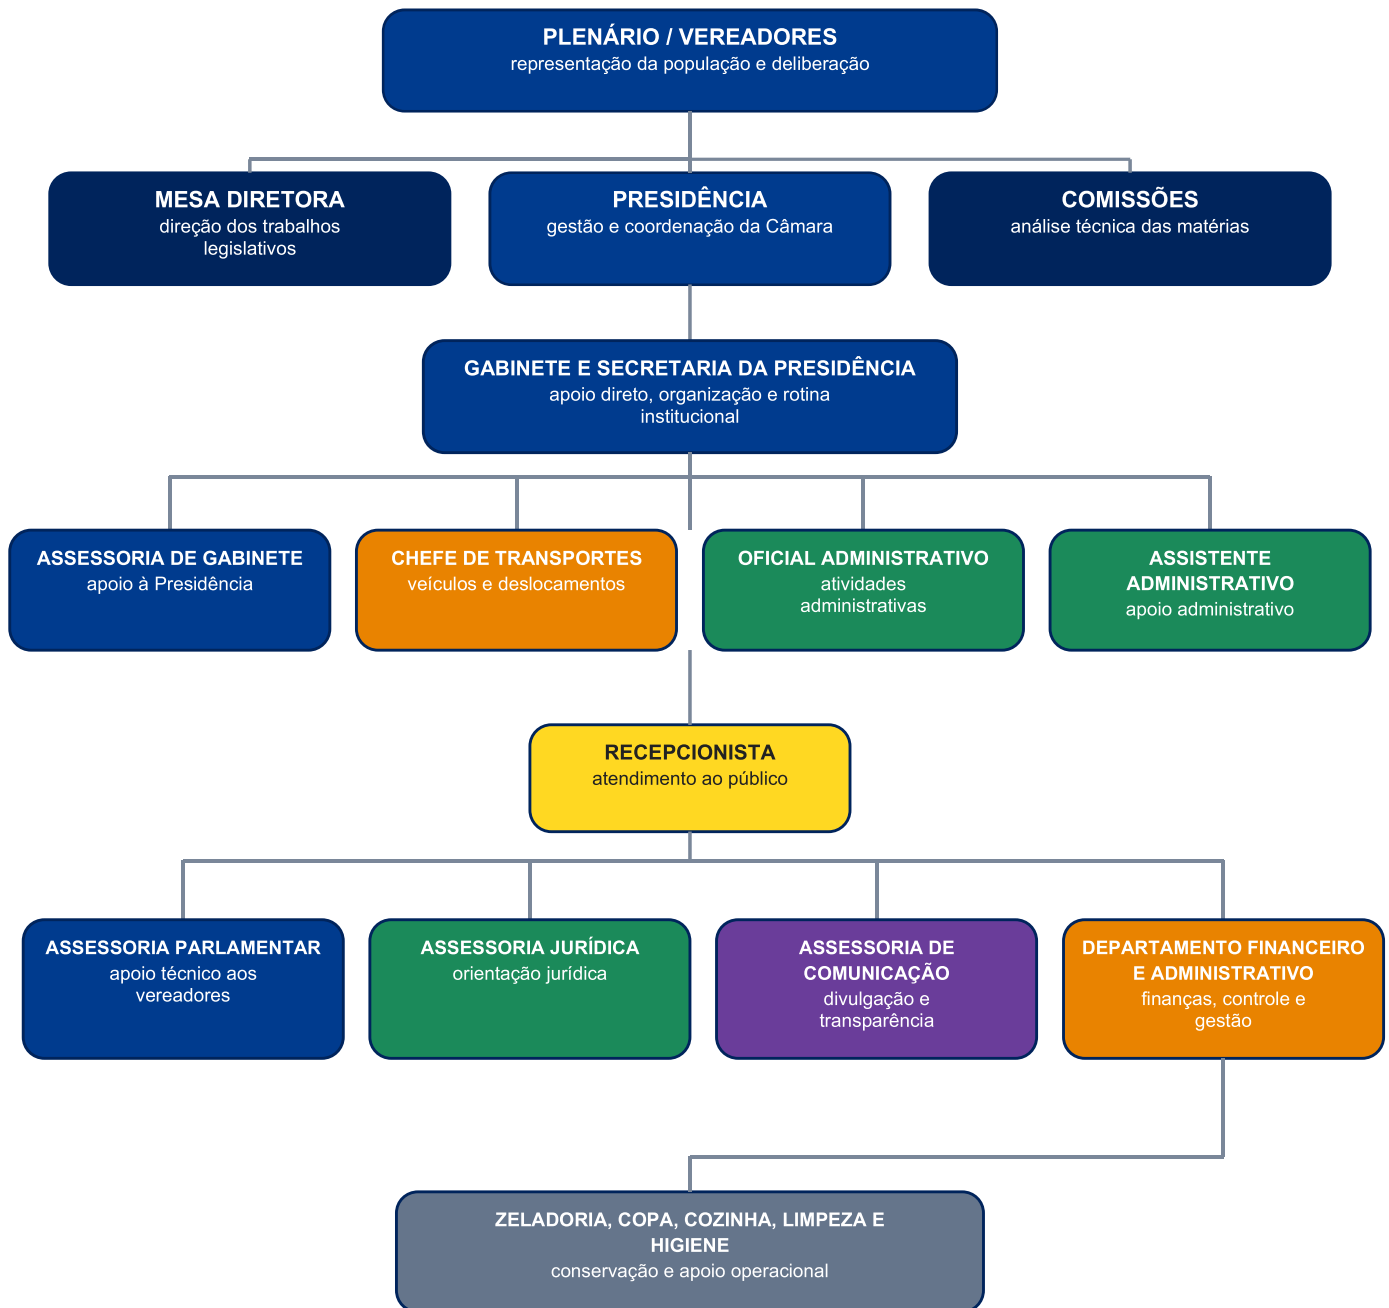 PLENÁRIO / VEREADORES
representação da população e deliberação
MESA DIRETORA
direção dos trabalhos
legislativos
PRESIDÊNCIA
gestão e coordenação da Câmara
COMISSÕES
análise técnica das matérias
GABINETE E SECRETARIA DA PRESIDÊNCIA
apoio direto, organização e rotina
institucional
ASSESSORIA DE GABINETE
apoio à Presidência
CHEFE DE TRANSPORTES
veículos e deslocamentos
OFICIAL ADMINISTRATIVO
atividades
administrativas
ASSISTENTE
ADMINISTRATIVO
apoio administrativo
RECEPCIONISTA
atendimento ao público
ASSESSORIA PARLAMENTAR
apoio técnico aos
vereadores
ASSESSORIA JURÍDICA
orientação jurídica
ASSESSORIA DE
COMUNICAÇÃO
divulgação e
transparência
DEPARTAMENTO FINANCEIRO
E ADMINISTRATIVO
finanças, controle e
gestão
ZELADORIA, COPA, COZINHA, LIMPEZA E
HIGIENE
conservação e apoio operacional